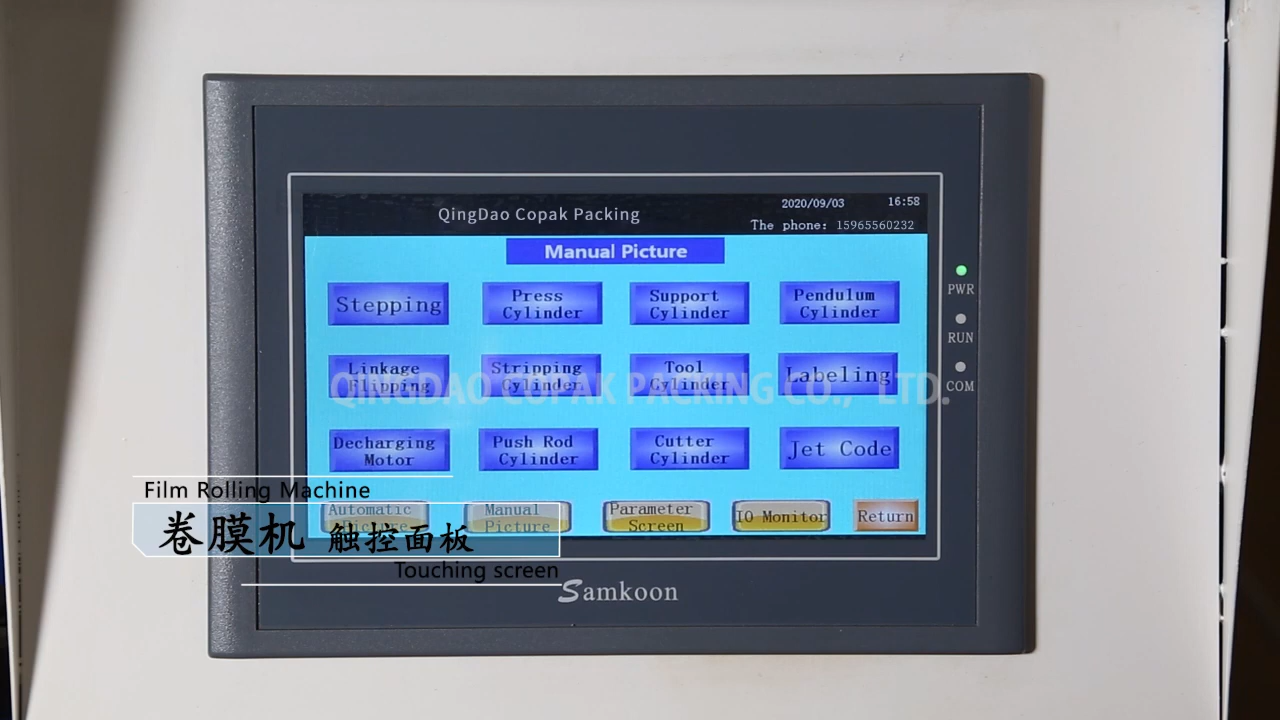 QingDao Copak Packing
2020/09/03 16:58
The phone: 15965560232
Manual Picture
Stepping
Press Cylinder
Support Cylinder
Pendulum Cylinder
Linkage Flipping
Stripping Cylinder
Tool Cylinder
Labeling
QINGDAO COPAK PACKING CO., LTD.
Decharging Motor
Push Rod Cylinder
Cutter Cylinder
Jet Code
Automatic Picture
Manual Picture
Parameter Screen
IO Monitor
Return
PWR
RUN
COM
Film Rolling Machine
卷膜机 触控面板
Touching screen
Samkoon